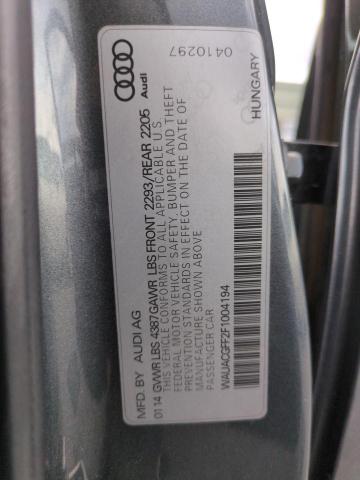 Audi
0410297
MFD. BY AUDI AG
0114 GVWR LBS 4387 GAWR LBS FRONT 2293/REAR 2205
THIS VEHICLE CONFORMS TO ALL APPLICABLE U S
FEDERAL MOTOR VEHICLE SAFETY, BUMPER AND THEFT
PREVENTION STANDARDS IN EFFECT ON THE DATE OF
MANUFACTURE SHOWN ABOVE
PASSENGER CAR
HUNGARY
WAUACGFF2F1004194